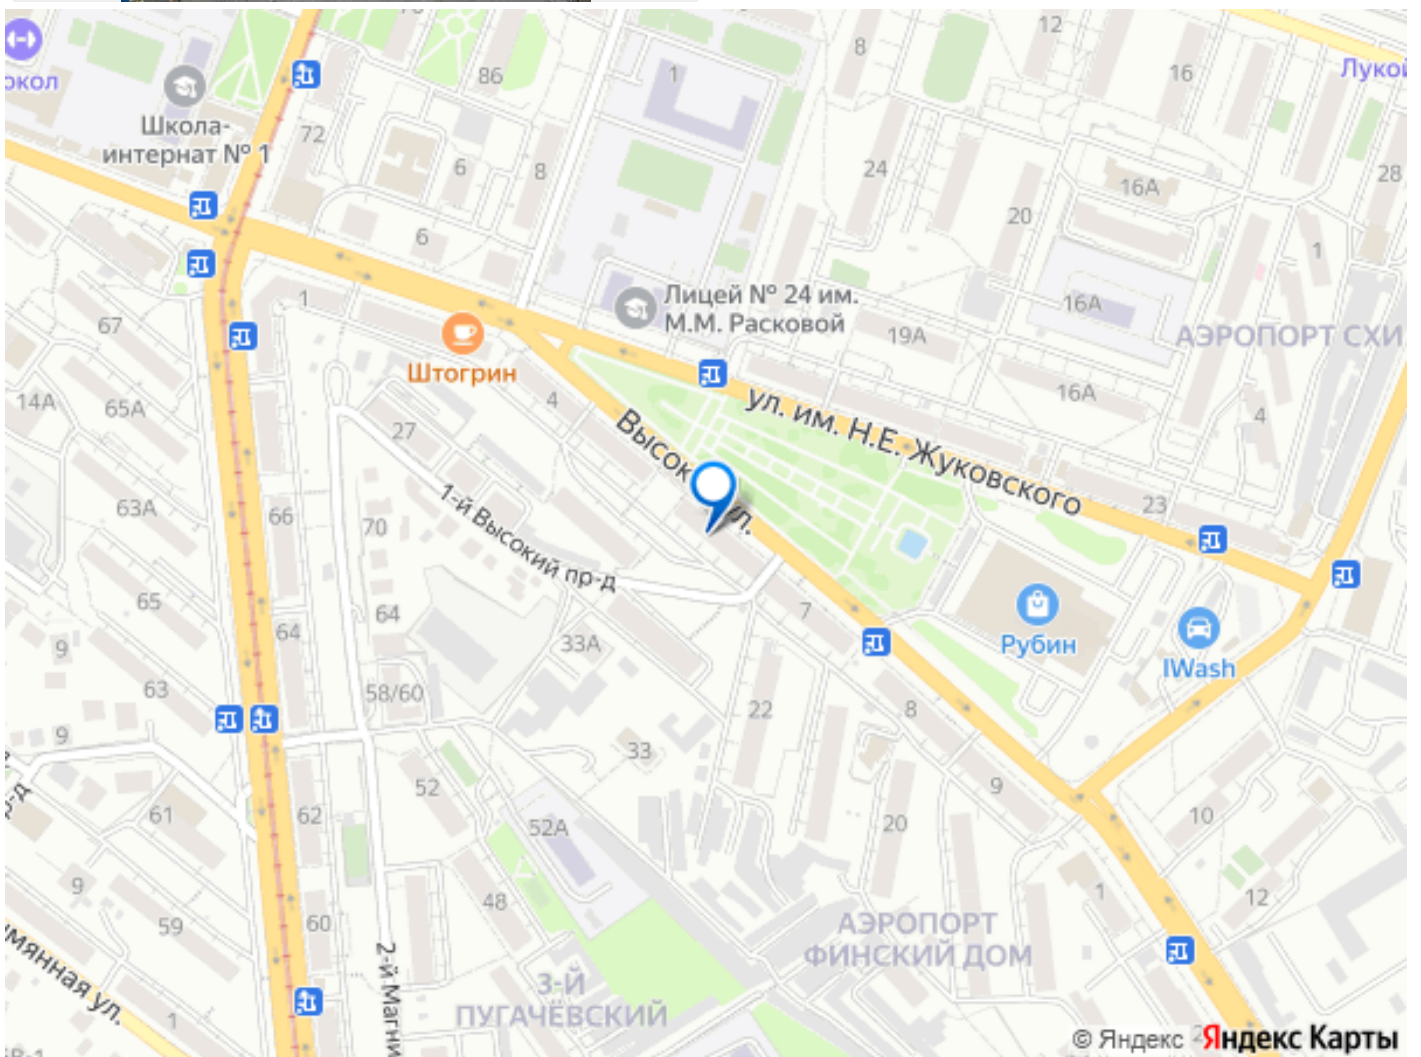 86
1
8
12
16
Лукой
окол
Школа-
интернат № 1
72
6
8
24
16А
28
20
6
1
1
Лицей № 24 им.
М.М. Расковой
16А
19А
АЭРОПОРТ СХИ
67
Штогрин
14А
65А
27
4
ул. им. Н.Е. Жуковского
16А
4
Высок
ул.
63А
66
70
1-й Высокий пр-д
23
65
64
64
7
Рубин
IWash
9
33А
63
58/60
22
8
9
33
52
9
р-д
61
62
52А
20
10
9
48
1
12
59
60
АЭРОПОРТ
ФИНСКИЙ ДОМ
2-й Магни
3-Й
ПУГАЧЁВСКИЙ
мянная ул.
1
© Яндекс
Яндекс Карты